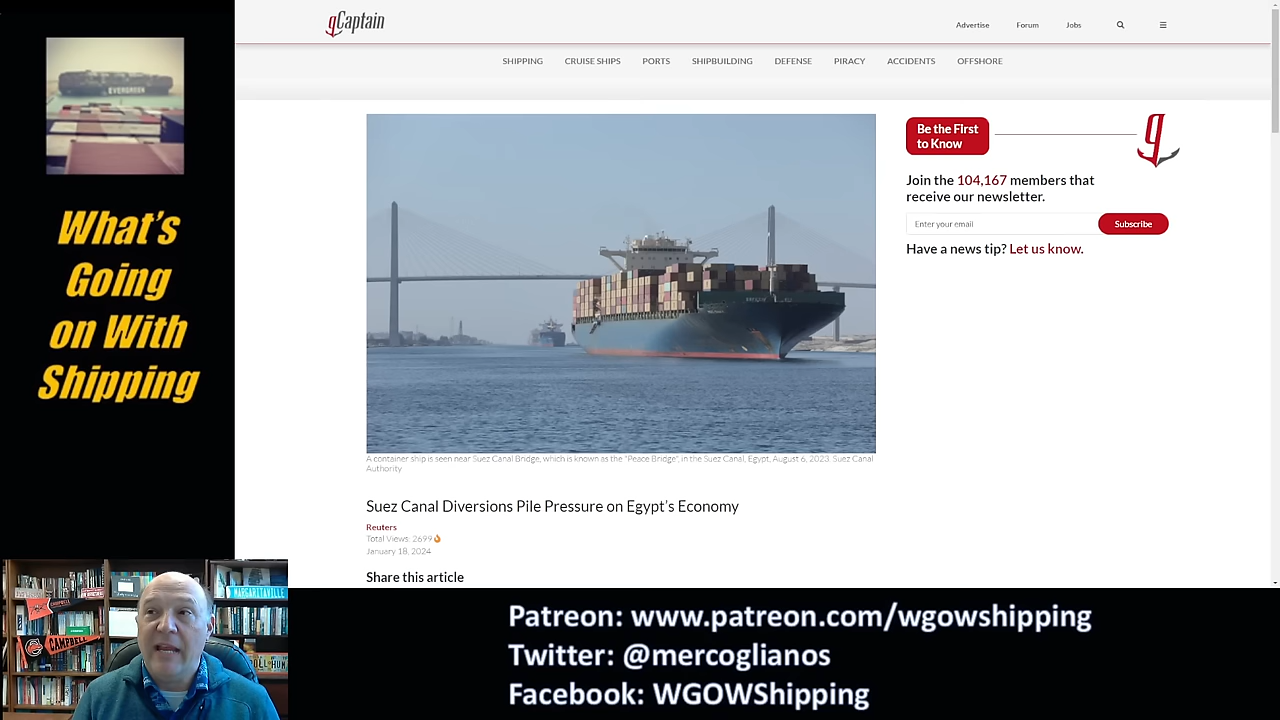 gCaptain
Advertise
Forum
Jobs
SHIPPING
CRUISE SHIPS
PORTS
SHIPBUILDING
DEFENSE
PIRACY
ACCIDENTS
OFFSHORE
EVERGREEN
What's
Going
on With
Shipping
Be the First
to Know
Join the 104,167 members that
receive our newsletter.
Enter your email
Subscribe
Have a news tip? Let us know.
A container ship is seen near Suez Canal Bridge, which is known as the "Peace Bridge", in the Suez Canal, Egypt, August 6, 2023. Suez Canal
Authority
Suez Canal Diversions Pile Pressure on Egypt's Economy
Reuters
Total Views: 2699
January 18, 2024
Share this article
MARGARITAVILLE
CAMPBELL
Patreon: www.patreon.com/wgowshipping
Twitter: @mercoglianos
Facebook: WGOWShipping